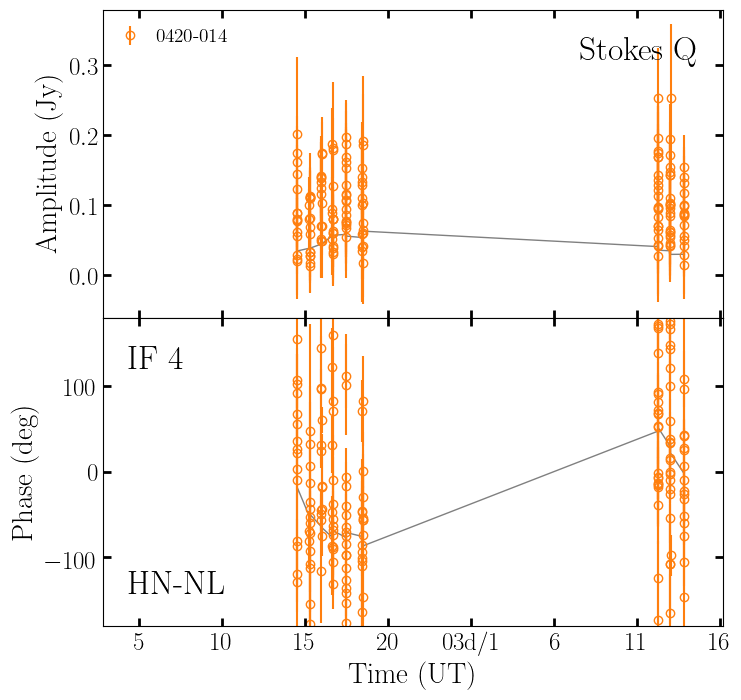 0420-014
Stokes Q
Amplitude (Jy)
0.3
0.2
0.1
0.0
IF 4
Phase (deg)
100
0
−100
HN-NL
5 10 15 20 03d/1 6 11 16
Time (UT)